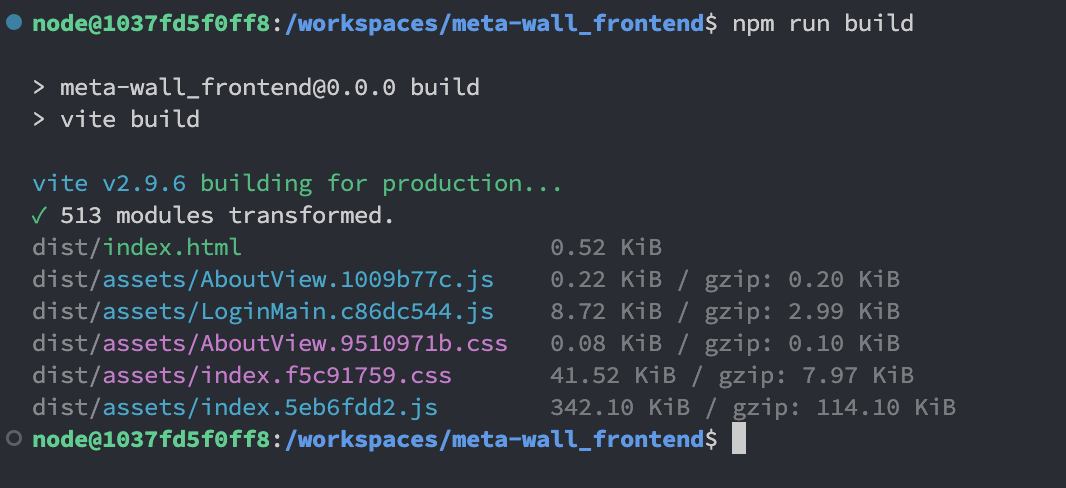 node@1037fd5f0ff8:/workspaces/meta-wall_frontend$ npm run build
> meta-wall_frontend@0.0.0 build
> vite build
vite v2.9.6 building for production...
✓ 513 modules transformed.
dist/index.html 0.52 KiB
dist/assets/AboutView.1009b77c.js 0.22 KiB / gzip: 0.20 KiB
dist/assets/LoginMain.c86dc544.js 8.72 KiB / gzip: 2.99 KiB
dist/assets/AboutView.9510971b.css 0.08 KiB / gzip: 0.10 KiB
dist/assets/index.f5c91759.css 41.52 KiB / gzip: 7.97 KiB
dist/assets/index.5eb6fdd2.js 342.10 KiB / gzip: 114.10 KiB
node@1037fd5f0ff8:/workspaces/meta-wall_frontend$